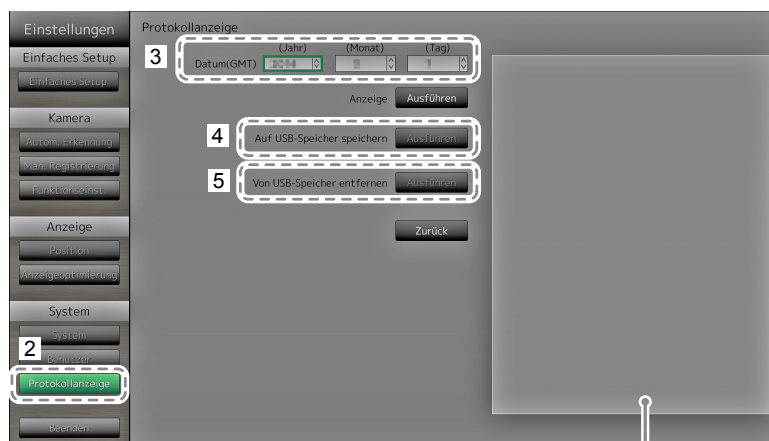 Einstellungen
Einfaches Setup
Einfaches Setup
Kamera
Autom. Erkennung
Man. Registrierung
Funktionseinst.
Anzeige
Position
Anzeigeoptimierung
System
System
2
Benutzer
Protokollanzeige
Beenden
Protokollanzeige
3
(Jahr) (Monat) (Tag)
Datum(GMT)
Anzeige Ausführen
4
Auf USB-Speicher speichern Ausführen
5
Von USB-Speicher entfernen Ausführen
Zurück